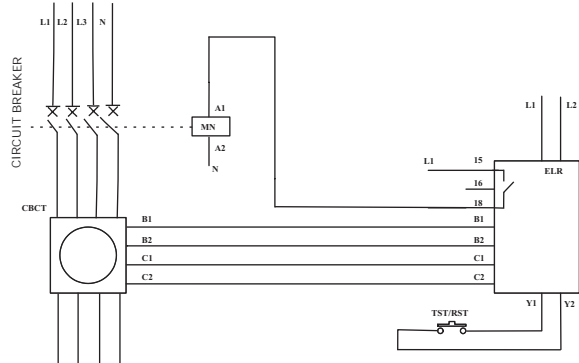 L1 L2 L3 N
CIRCUIT BREAKER
A1
MN
A2
N
L1 L2
ELR
L1 15
16
18
CBCT
B1 B1
B2 B2
C1 C1
C2 C2
Y1 Y2
TST/RST